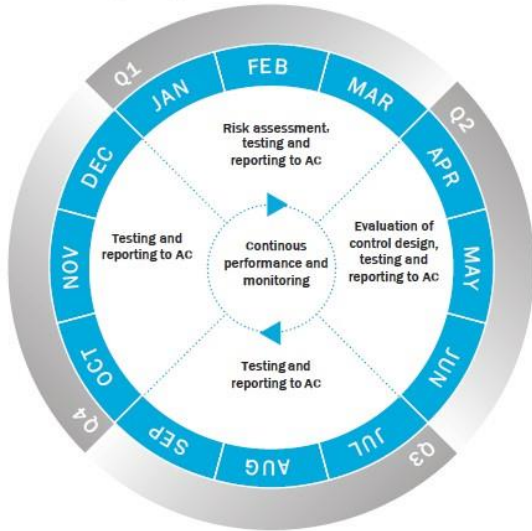 Q1
JAN
FEB
MAR
Q2
APR
MAY
JUN
Q3
JUL
AUG
SEP
Q4
OCT
NOV
DEC
Risk assessment,
testing and
reporting to AC
Evaluation of
control design,
testing and
reporting to AC
Testing and
reporting to AC
Testing and
reporting to AC
Continous
performance and
monitoring